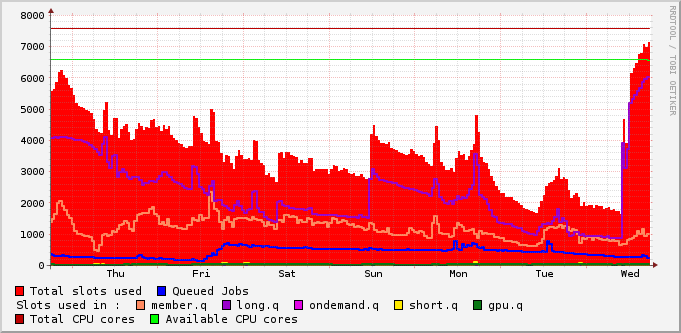 8000
7000
6000
5000
4000
3000
2000
1000
0
Thu Fri Sat Sun Mon Tue Wed
RRDTOOL / TOBI OETIKER
Total slots used Queued Jobs
Slots used in : member.q long.q ondemand.q short.q gpu.q
Total CPU cores Available CPU cores